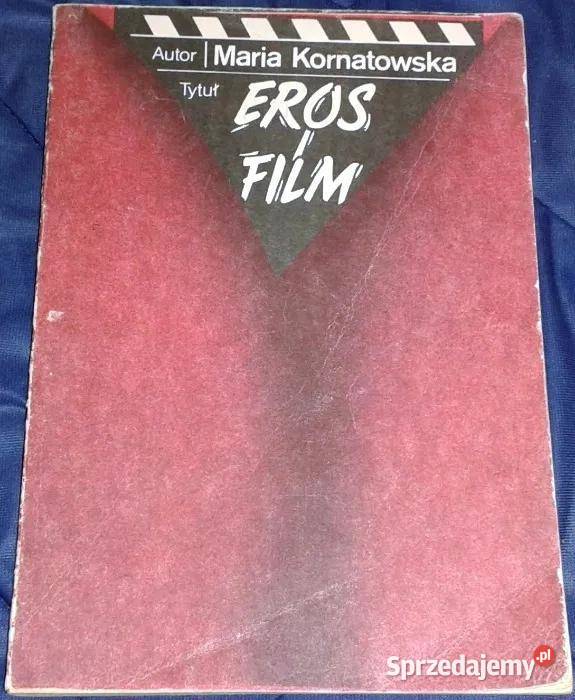 Autor | Maria Kornatowska
Tytuł
EROS
i
FILM
Sprzedajemy.pl